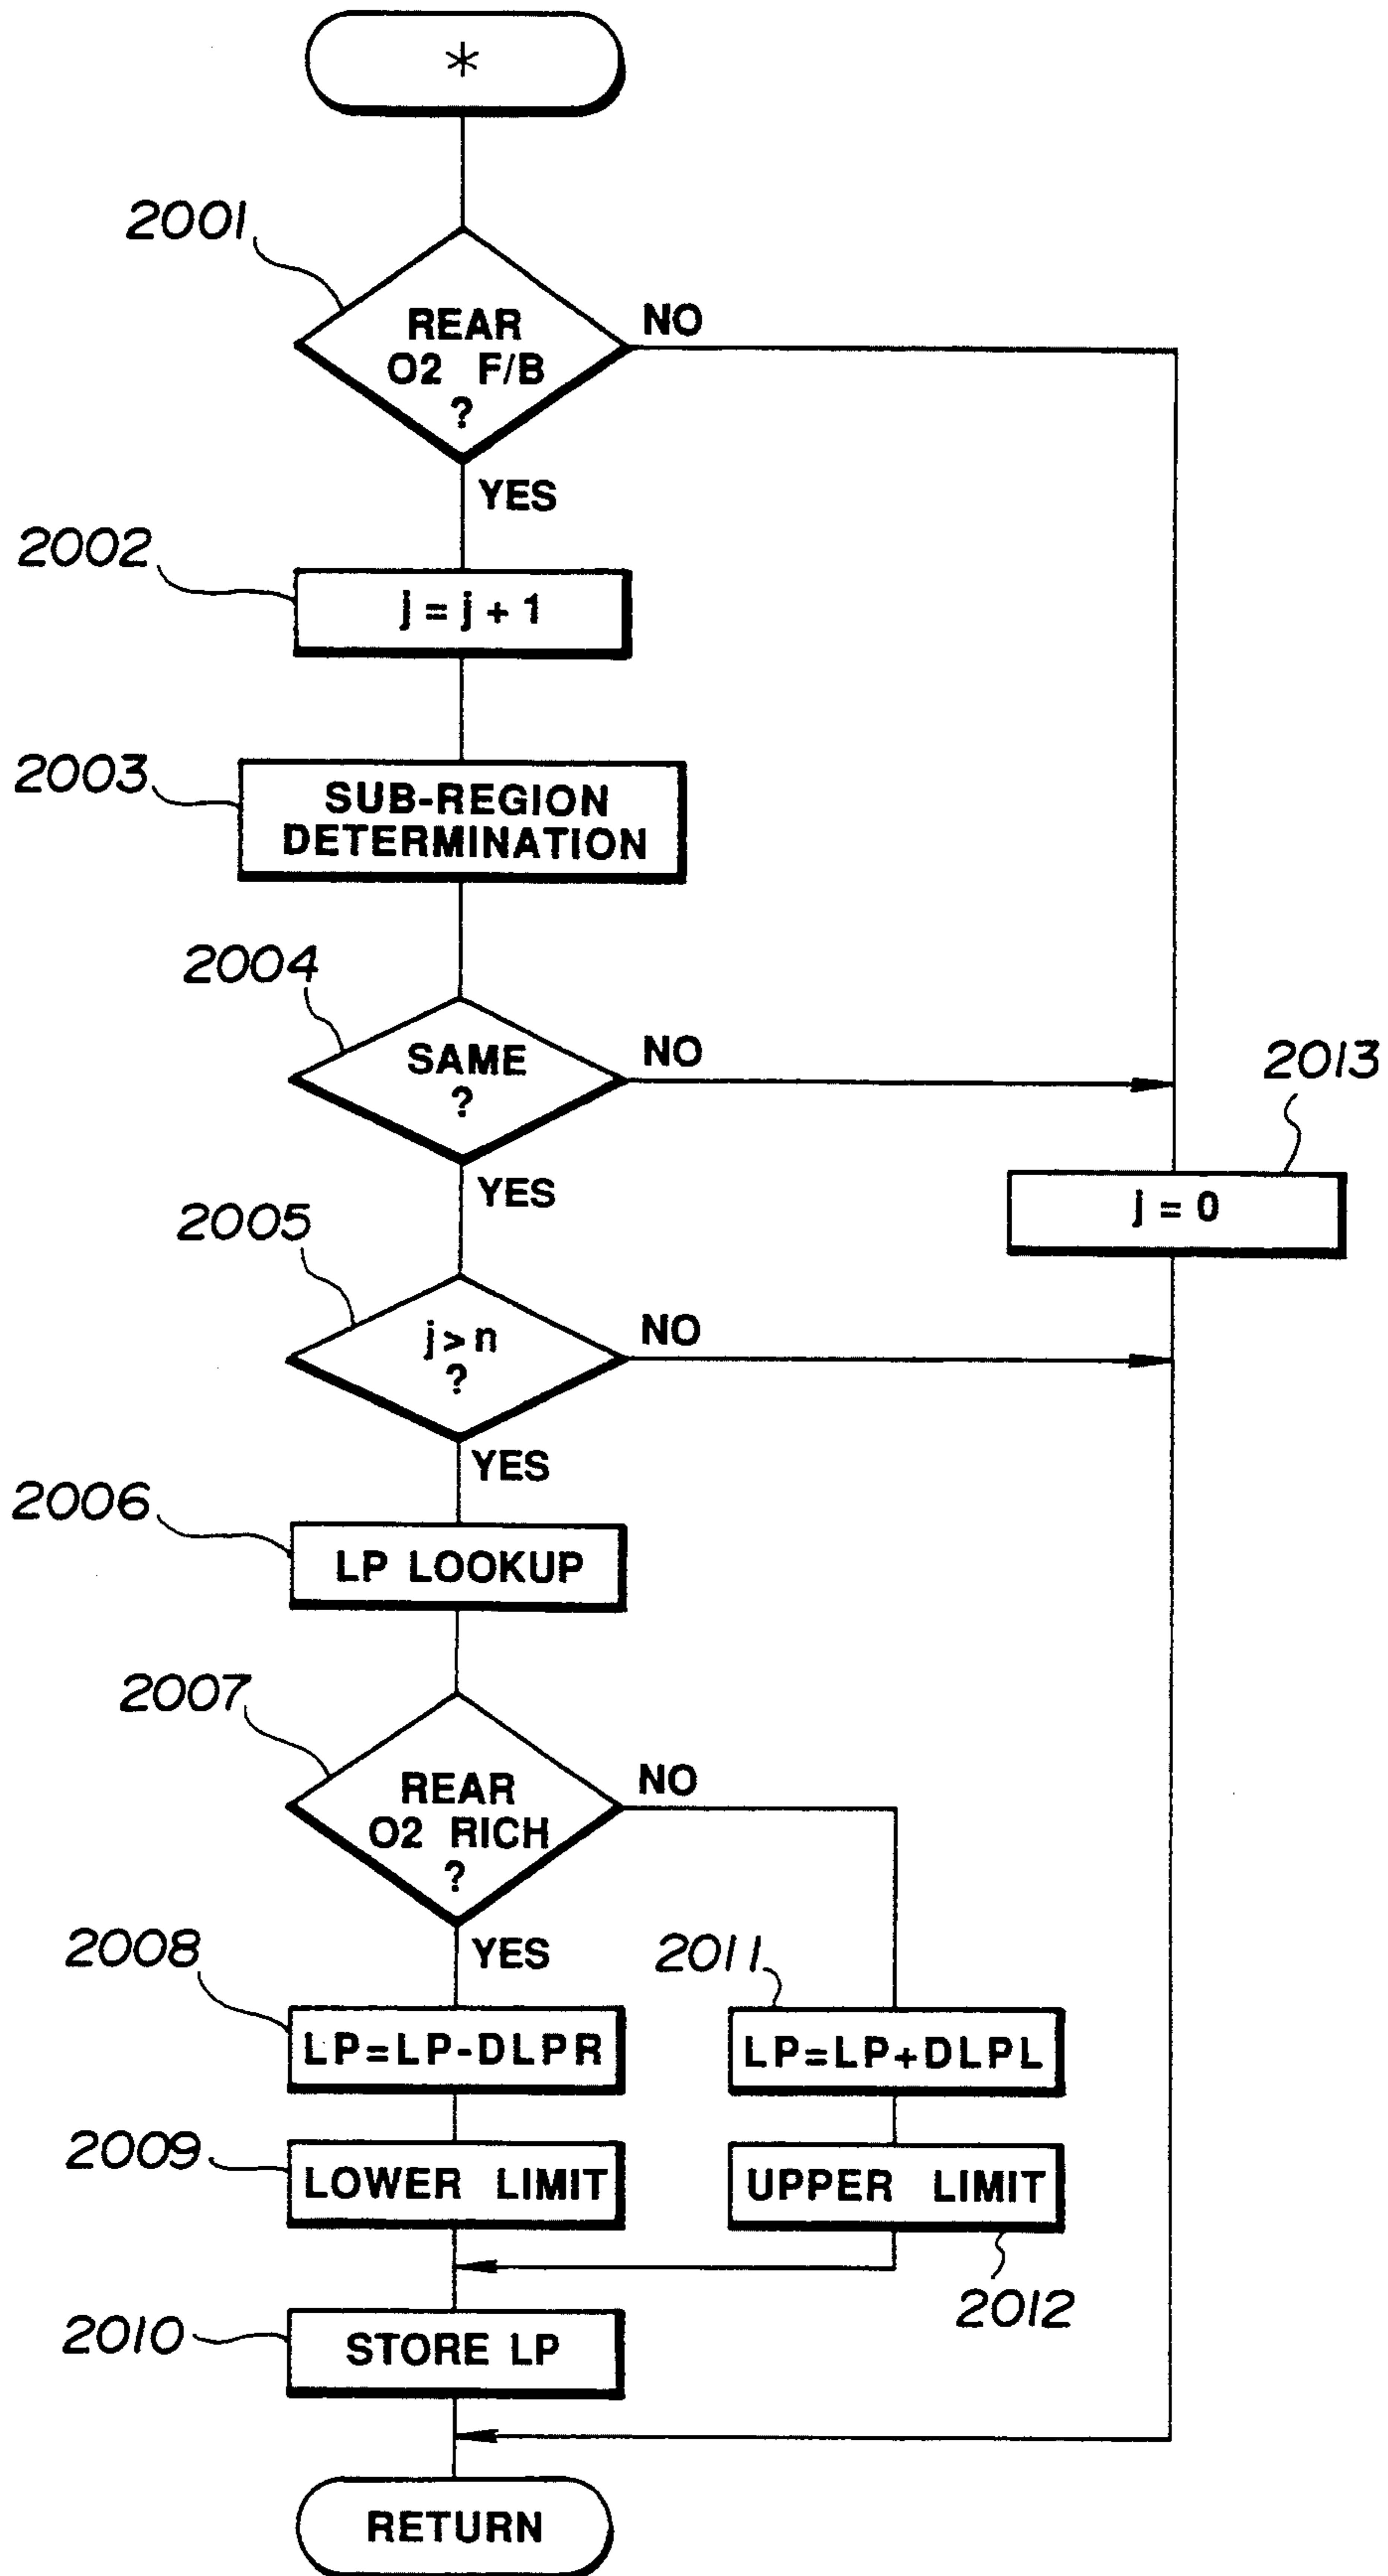 *
2001
REAR
O2 F/B
?
NO
YES
2002
j = j + 1
2003
SUB-REGION
DETERMINATION
2004
SAME
?
NO
YES
2013
j = 0
2005
j > n
?
NO
YES
2006
LP LOOKUP
2007
REAR
O2 RICH
?
NO
YES
2008
LP=LP-DLPR
2011
LP=LP+DLPL
2009
LOWER LIMIT
UPPER LIMIT
2012
2010
STORE LP
RETURN